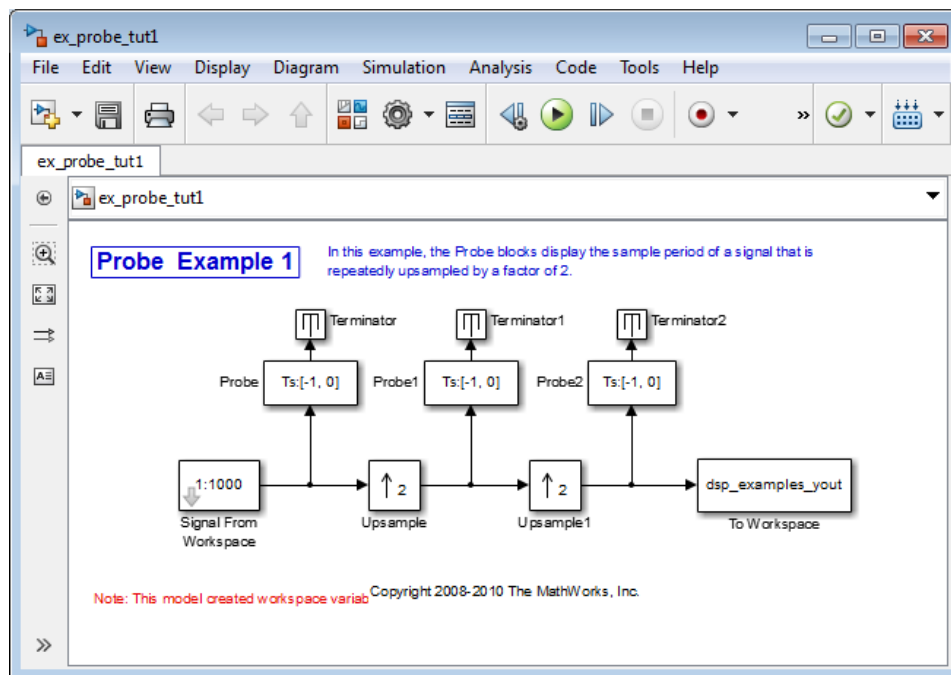 ex_probe_tut1
File Edit View Display Diagram Simulation Analysis Code Tools Help
ex_probe_tut1
ex_probe_tut1
Probe Example 1
In this example, the Probe blocks display the sample period of a signal that is
repeatedly upsampled by a factor of 2.
Terminator Terminator1 Terminator2
Probe Ts:[-1, 0] Probe1 Ts:[-1, 0] Probe2 Ts:[-1, 0]
1:1000 ↑2 ↑2 dsp_examples_yout
Signal From
Workspace
Upsample Upsample1 To Workspace
Note: This model created workspace variab
Copyright 2008-2010 The MathWorks, Inc.